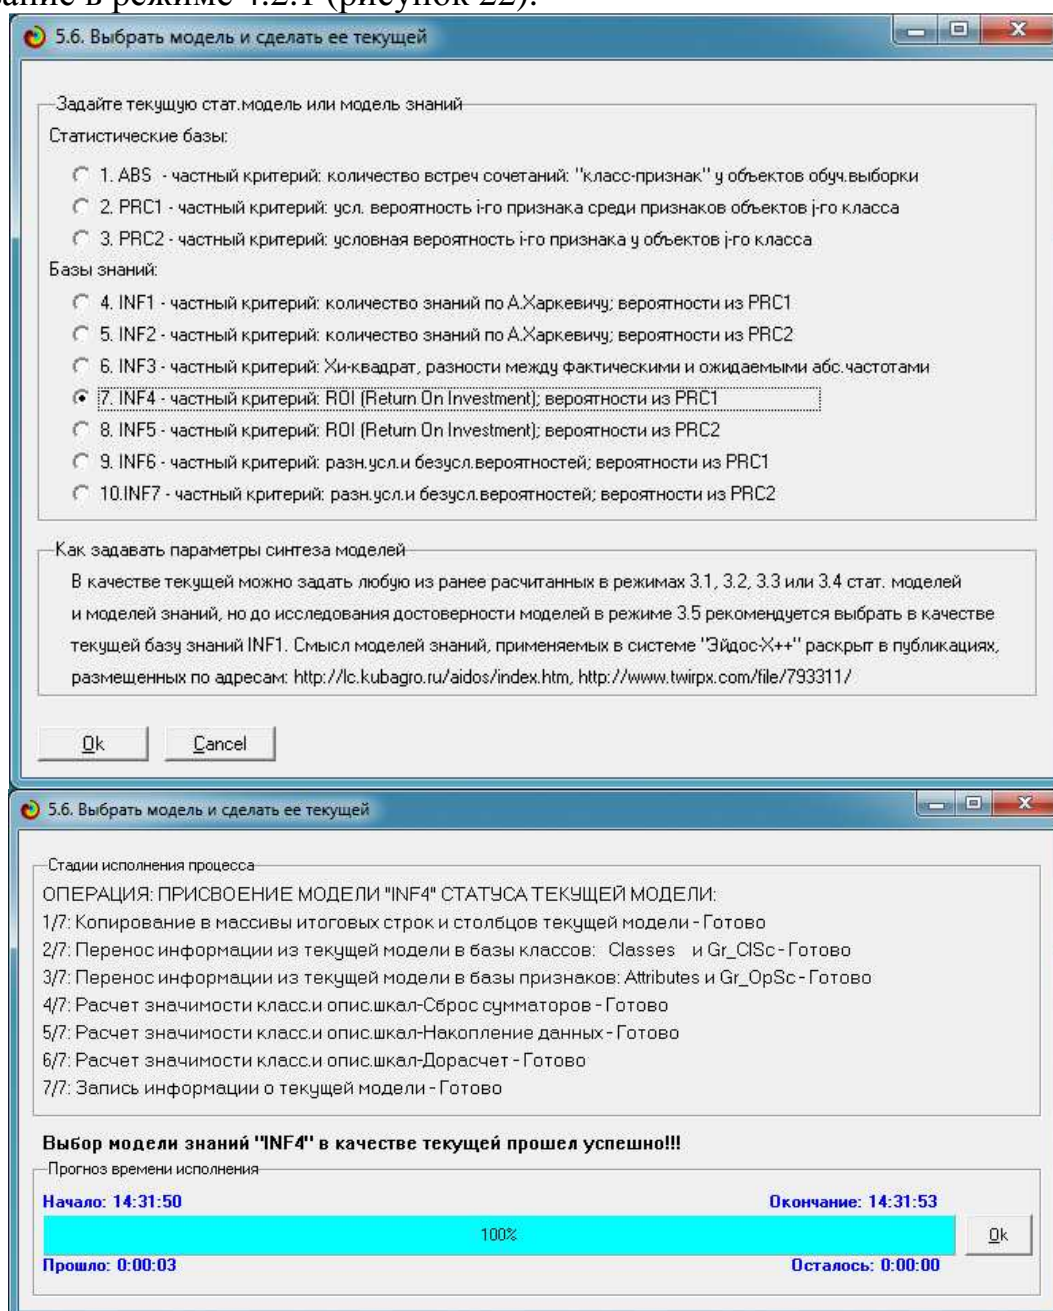 ание в режиме 4.2.1 (рисунок 22).
5.6. Выбрать модель и сделать ее текущей
Задайте текущую стат.модель или модель знаний
Статистические базы:
1. ABS - частный критерий: количество встреч сочетаний: "класс-признак" у объектов обуч.выборки
2. PRC1 - частный критерий: усл. вероятность i-го признака среди признаков объектов j-го класса
3. PRC2 - частный критерий: условная вероятность i-го признака у объектов j-го класса
Базы знаний:
4. INF1 - частный критерий: количество знаний по А.Харкевичу; вероятности из PRC1
5. INF2 - частный критерий: количество знаний по А.Харкевичу; вероятности из PRC2
6. INF3 - частный критерий: Хи-квадрат, разности между фактическими и ожидаемыми абс.частотами
7. INF4 - частный критерий: ROI (Return On Investment); вероятности из PRC1
8. INF5 - частный критерий: ROI (Return On Investment); вероятности из PRC2
9. INF6 - частный критерий: разн.усл.и безусл.вероятностей; вероятности из PRC1
10.INF7 - частный критерий: разн.усл.и безусл.вероятностей; вероятности из PRC2
Как задавать параметры синтеза моделей
В качестве текущей можно задать любую из ранее расчитанных в режимах 3.1, 3.2, 3.3 или 3.4 стат. моделей
и моделей знаний, но до исследования достоверности моделей в режиме 3.5 рекомендуется выбрать в качестве
текущей базу знаний INF1. Смысл моделей знаний, применяемых в системе "Эйдос-Х++" раскрыт в публикациях,
размещенных по адресам: http://lc.kubagro.ru/aidos/index.htm, http://www.twirpx.com/file/793311/
Ok Cancel
5.6. Выбрать модель и сделать ее текущей
Стадии исполнения процесса
ОПЕРАЦИЯ: ПРИСВОЕНИЕ МОДЕЛИ "INF4" СТАТУСА ТЕКУЩЕЙ МОДЕЛИ:
1/7: Копирование в массивы итоговых строк и столбцов текущей модели - Готово
2/7: Перенос информации из текущей модели в базы классов: Classes и Gr_ClSc - Готово
3/7: Перенос информации из текущей модели в базы признаков: Attributes и Gr_OpSc - Готово
4/7: Расчет значимости класс.и опис.шкал-Сброс сумматоров - Готово
5/7: Расчет значимости класс.и опис.шкал-Накопление данных - Готово
6/7: Расчет значимости класс.и опис.шкал-Дорасчет - Готово
7/7: Запись информации о текущей модели - Готово
Выбор модели знаний "INF4" в качестве текущей прошел успешно!!!
Прогноз времени исполнения
Начало: 14:31:50 Окончание: 14:31:53
100% Ok
Прошло: 0:00:03 Осталось: 0:00:00